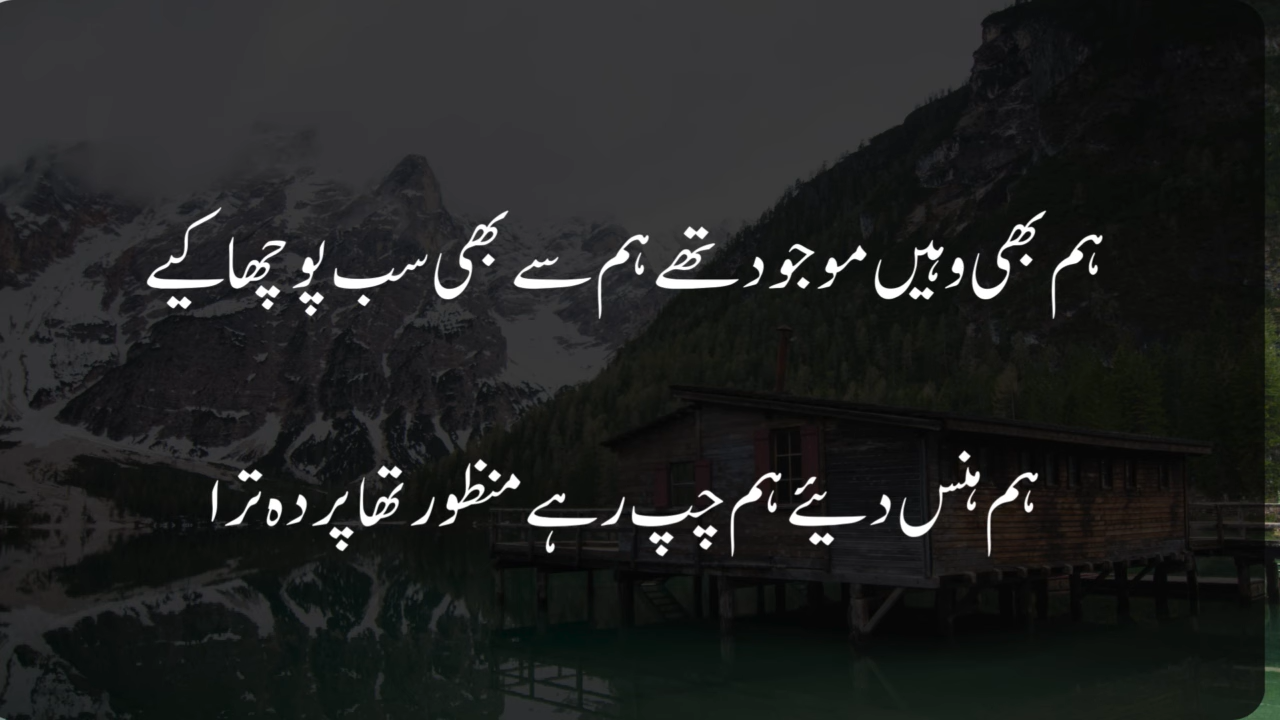 ہم بھی وہیں موجود تھے ہم سے بھی سب پوچھا کیے
ہم ہنس دیئے ہم چپ رہے منظور تھا پردہ ترا